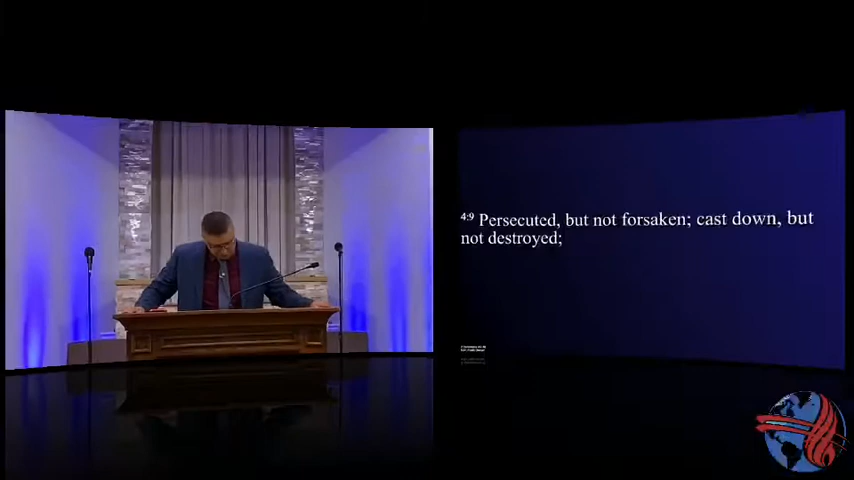 4:9 Persecuted, but not forsaken; cast down, but
not destroyed;